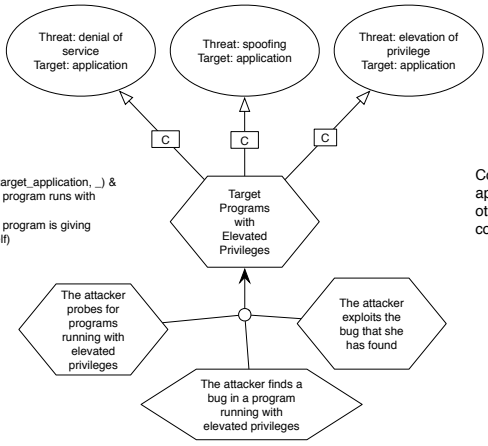 Threat: denial of
service
Target: application
Threat: spoofing
Target: application
Threat: elevation of
privilege
Target: application
C
C
C
target_application, _) &
program runs with
program is giving
Target
Programs
with
Elevated
Privileges
The attacker
probes for
programs
running with
elevated
privileges
The attacker
exploits the
bug that she
has found
The attacker finds a
bug in a program
running with
elevated privileges